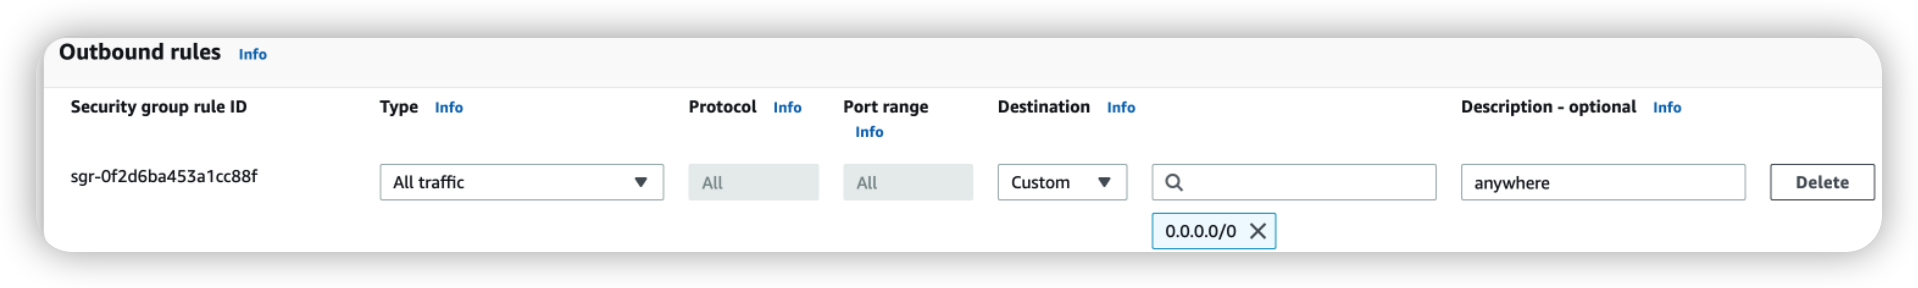 Outbound rules Info
Security group rule ID Type Info Protocol Info Port range Info Destination Info Description - optional Info
sgr-0f2d6ba453a1cc88f All traffic All All Custom anywhere Delete
0.0.0.0/0